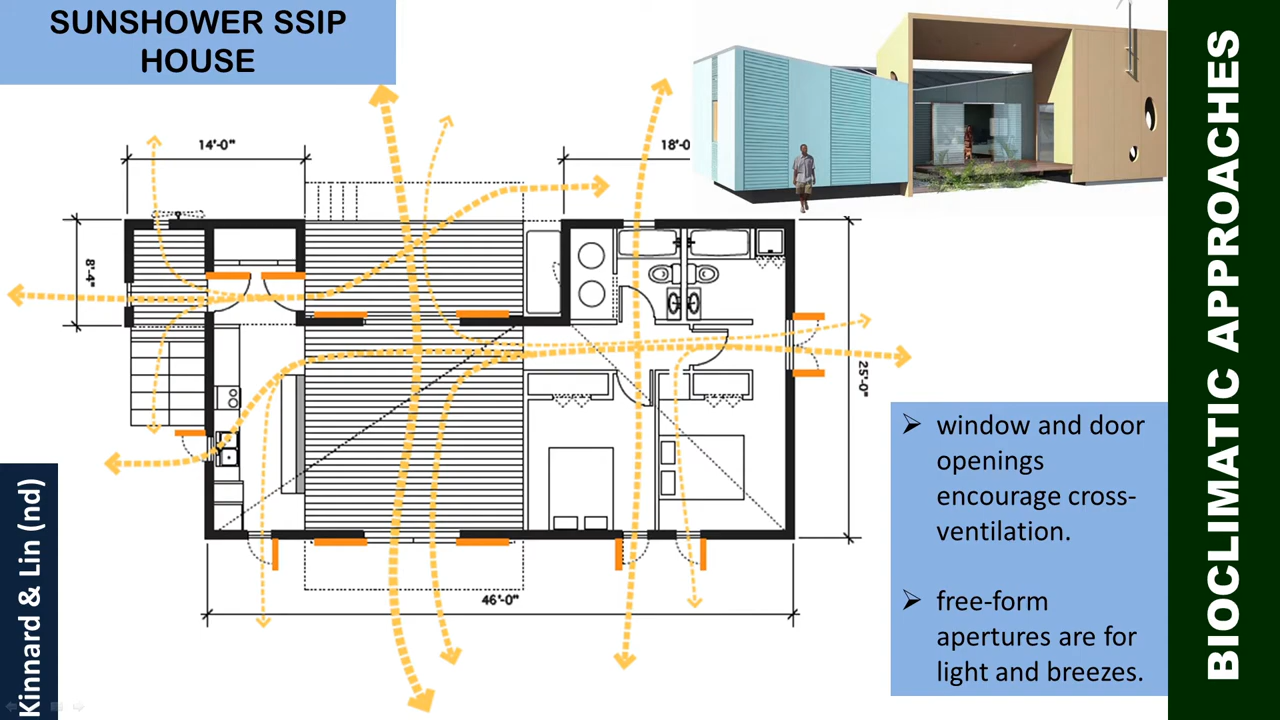 SUNSHOWER SSIP
HOUSE
14'-0"
18'-0
8'-4"
25'-0"
46'-0"
window and door
openings
encourage cross-
ventilation.
free-form
apertures are for
light and breezes.
Kinnard & Lin (nd)
BIOCLIMATIC APPROACHES